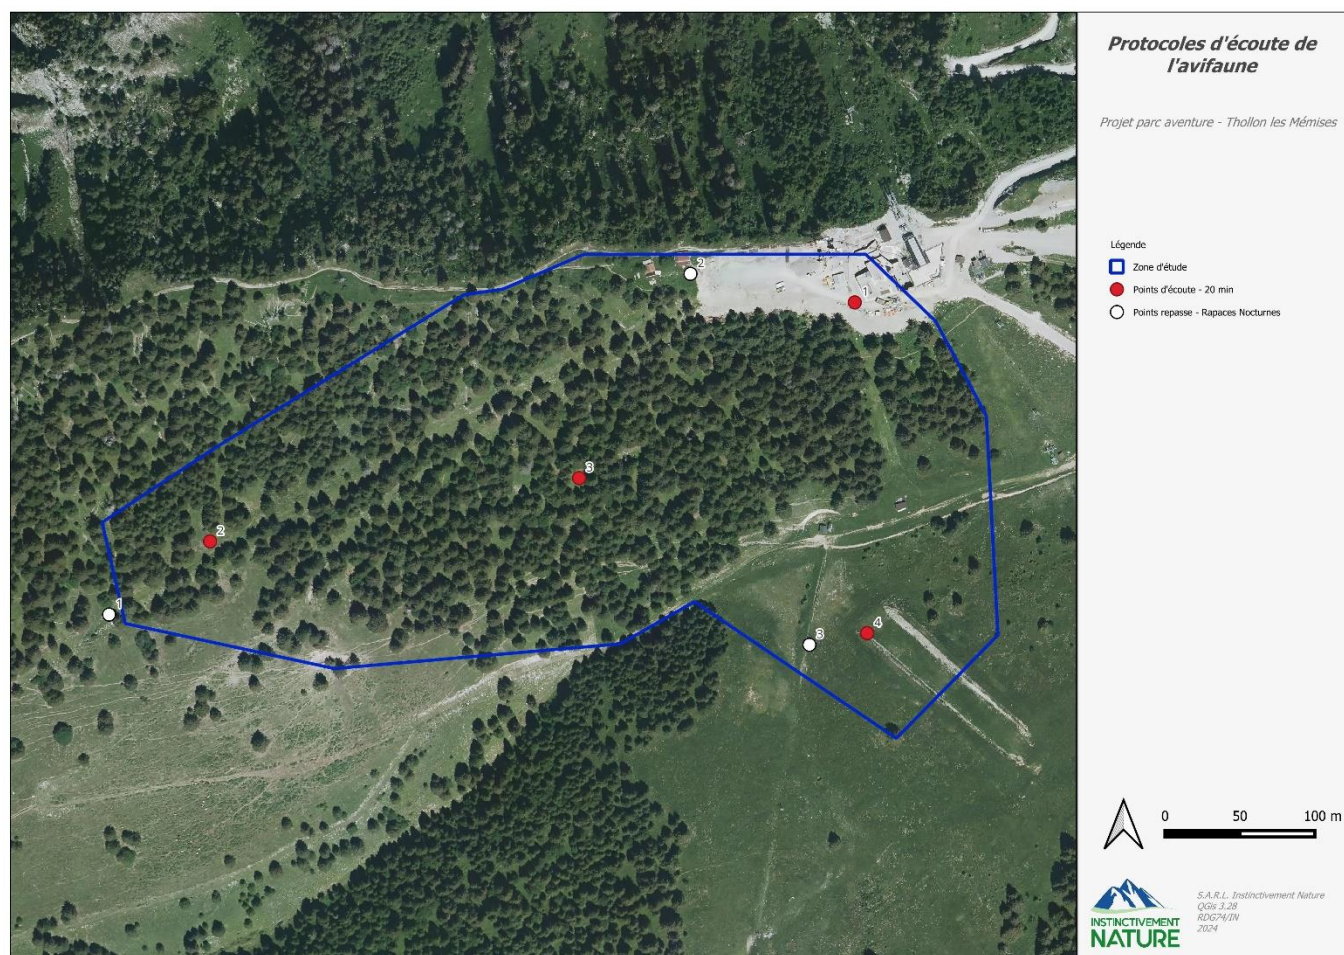 Protocoles d'écoute de
l'avifaune
Projet parc aventure - Thollon les Mémises
Légende
Zone d'étude
Points d'écoute - 20 min
Points repasse - Rapaces Nocturnes
2
1
3
2
1
4
3
0 50 100 m
INSTINCTIVEMENT
NATURE
S.A.R.L. Instinctivement Nature
QGis 3.28
RDG74/IN
2024